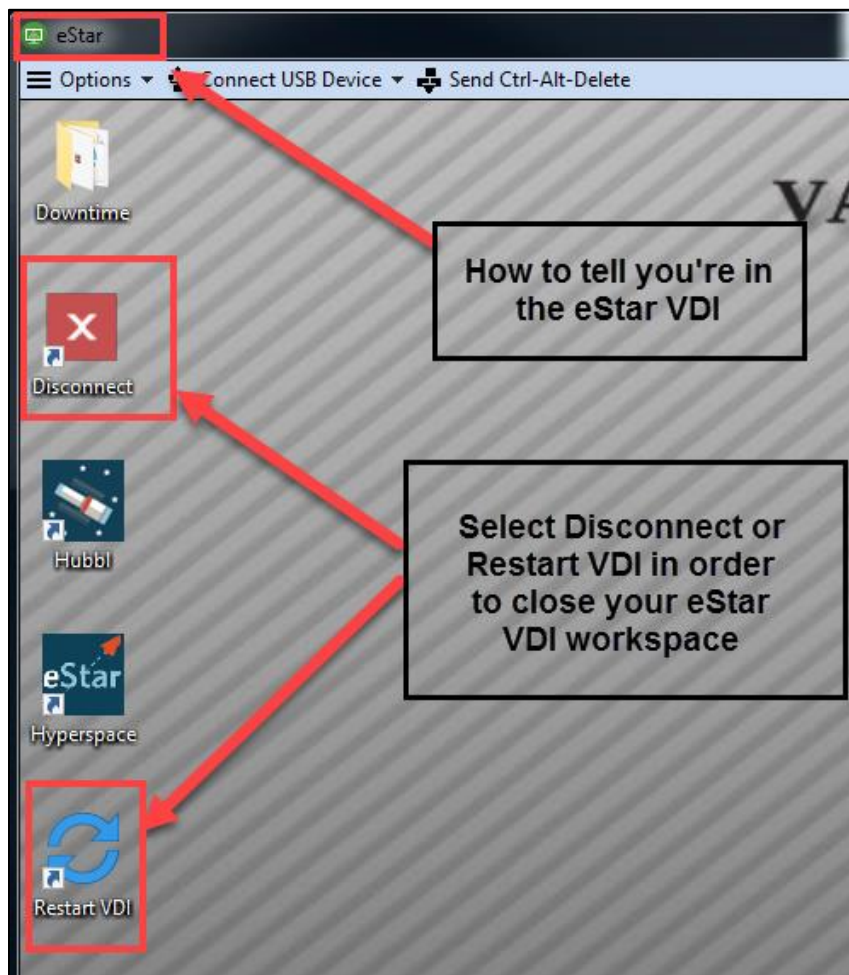 eStar
Options Connect USB Device Send Ctrl-Alt-Delete
Downtime
VA
How to tell you're in
the eStar VDI
Disconnect
Hubbl
Select Disconnect or
Restart VDI in order
to close your eStar
VDI workspace
eStar
Hyperspace
Restart VDI